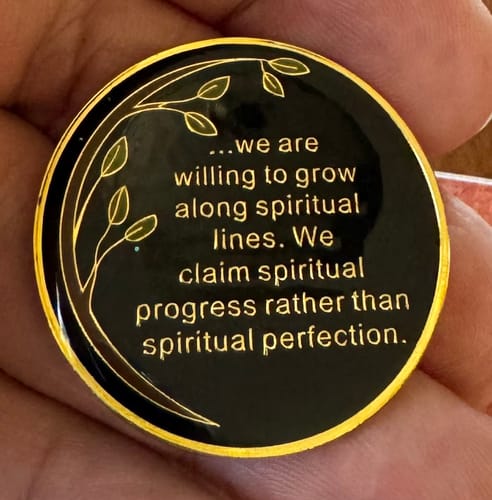 ...we are
willing to grow
along spiritual
lines. We
claim spiritual
progress rather than
spiritual perfection.